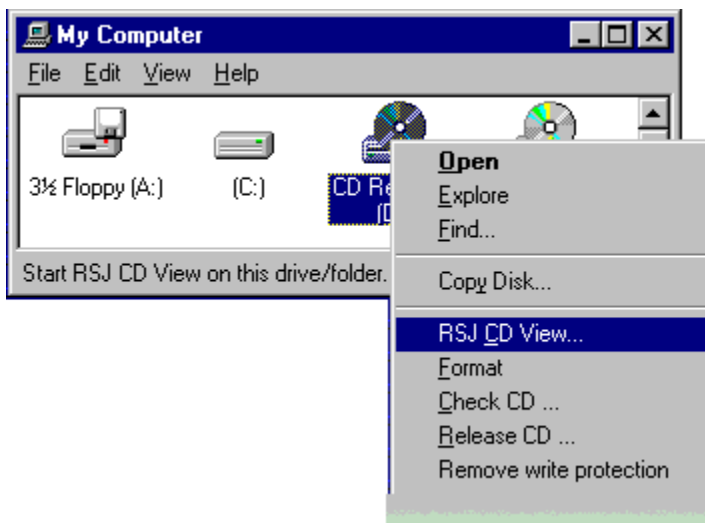 My Computer
File Edit View Help
3½ Floppy (A:) (C:) CD Re
Start RSJ CD View on this drive/folder.
Open
Explore
Find...
Copy Disk...
RSJ CD View...
Format
Check CD ...
Release CD ...
Remove write protection